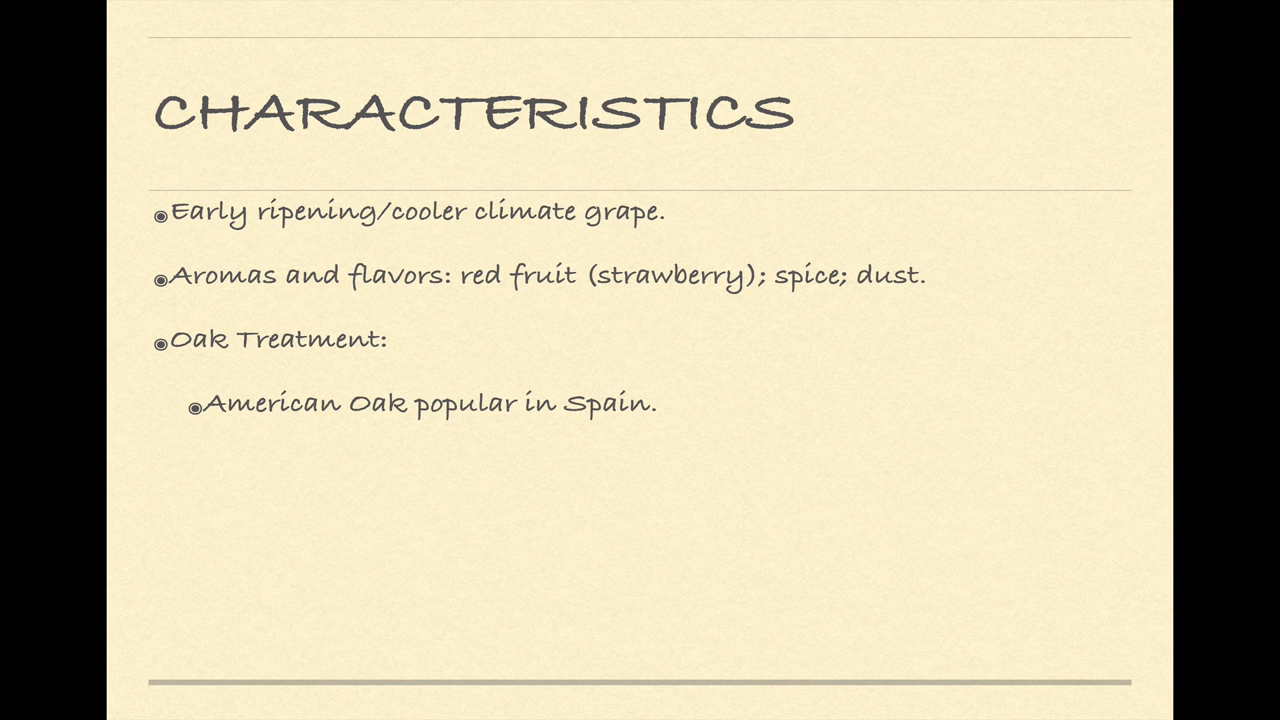 CHARACTERISTICS
◉Early ripening/cooler climate grape.
◉Aromas and flavors: red fruit (strawberry); spice; dust.
◉Oak Treatment:
◉American Oak popular in Spain.